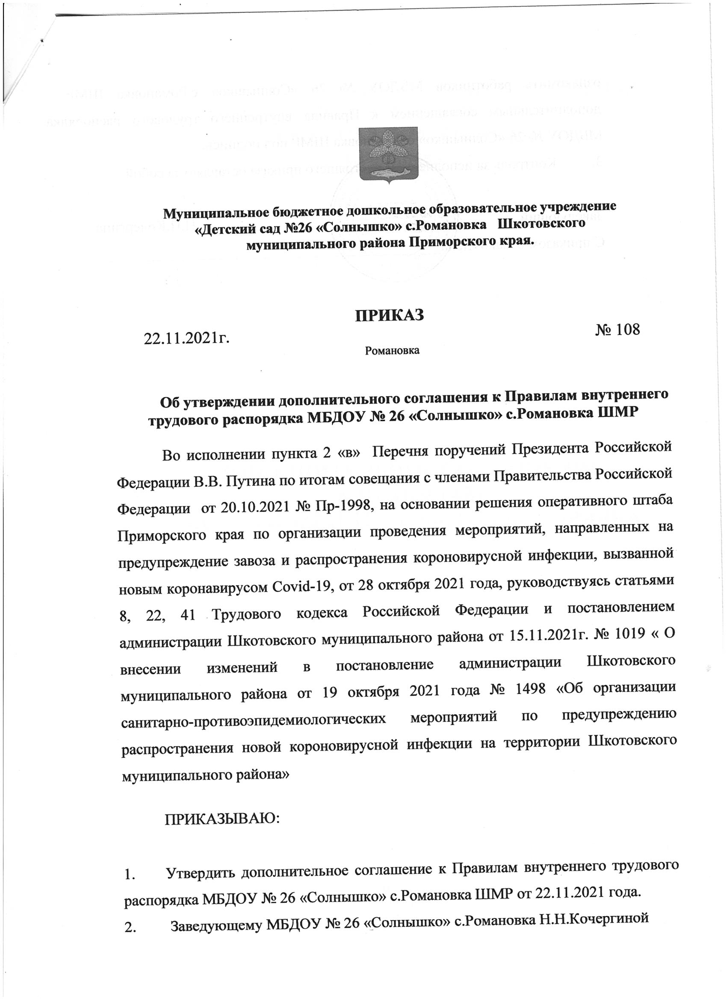 Муниципальное бюджетное дошкольное образовательное учреждение
«Детский сад №26 «Солнышко» с.Романовка Шкотовского
муниципального района Приморского края.
ПРИКАЗ
22.11.2021г.
№ 108
Романовка
Об утверждении дополнительного соглашения к Правилам внутреннего
трудового распорядка МБДОУ № 26 «Солнышко» с.Романовка ШМР
Во исполнении пункта 2 «в» Перечня поручений Президента Российской
Федерации В.В. Путина по итогам совещания с членами Правительства Российской
Федерации от 20.10.2021 № Пр-1998, на основании решения оперативного штаба
Приморского края по организации проведения мероприятий, направленных на
предупреждение завоза и распространения короновирусной инфекции, вызванной
новым коронавирусом Covid-19, от 28 октября 2021 года, руководствуясь статьями
8, 22, 41 Трудового кодекса Российской Федерации и постановлением
администрации Шкотовского муниципального района от 15.11.2021г. № 1019 « О
внесении изменений в постановление администрации Шкотовского
муниципального района от 19 октября 2021 года № 1498 «Об организации
санитарно-противоэпидемиологических мероприятий по предупреждению
распространения новой короновирусной инфекции на территории Шкотовского
муниципального района»
ПРИКАЗЫВАЮ:
1. Утвердить дополнительное соглашение к Правилам внутреннего трудового
распорядка МБДОУ № 26 «Солнышко» с.Романовка ШМР от 22.11.2021 года.
2. Заведующему МБДОУ № 26 «Солнышко» с.Романовка Н.Н.Кочергиной